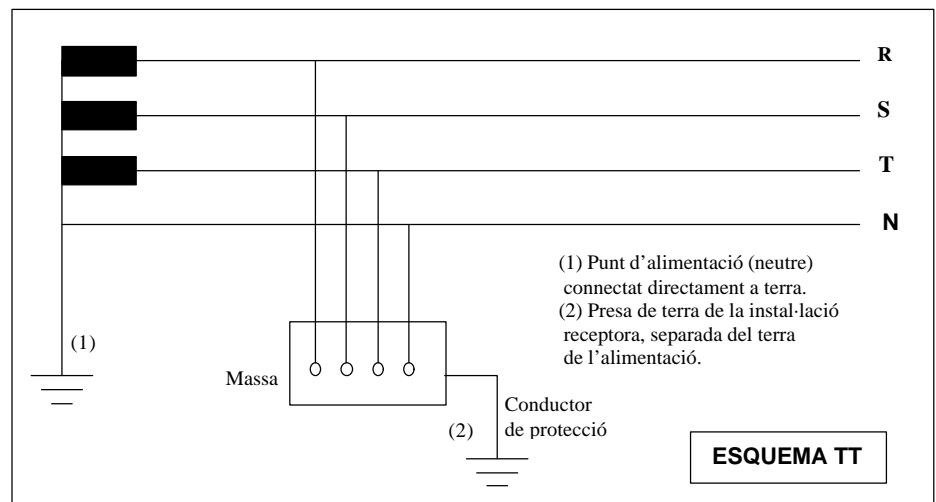 R
S
T
N
(1) Punt d’alimentació (neutre)
connectat directament a terra.
(2) Presa de terra de la instal·lació
receptora, separada del terra
de l’alimentació.
(1)
Massa
Conductor
de protecció
(2)
ESQUEMA TT